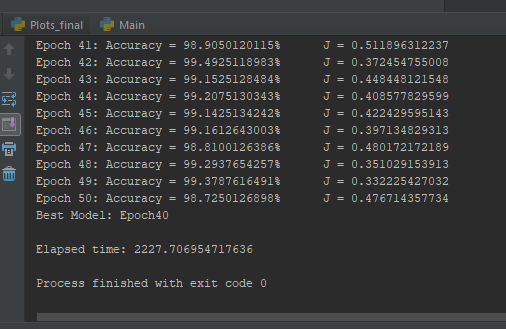 Plots_final Main
Epoch 41: Accuracy = 98.9050120115% J = 0.511896312237
Epoch 42: Accuracy = 99.4925118983% J = 0.372454755008
Epoch 43: Accuracy = 99.1525128484% J = 0.448448121548
Epoch 44: Accuracy = 99.2075130343% J = 0.408577829599
Epoch 45: Accuracy = 99.1425134242% J = 0.422429595143
Epoch 46: Accuracy = 99.1612643003% J = 0.397134829313
Epoch 47: Accuracy = 98.8100126386% J = 0.480172172189
Epoch 48: Accuracy = 99.2937654257% J = 0.351029153913
Epoch 49: Accuracy = 99.3787616491% J = 0.332225427032
Epoch 50: Accuracy = 98.7250126898% J = 0.476714357734
Best Model: Epoch40
Elapsed time: 2227.706954717636
Process finished with exit code 0